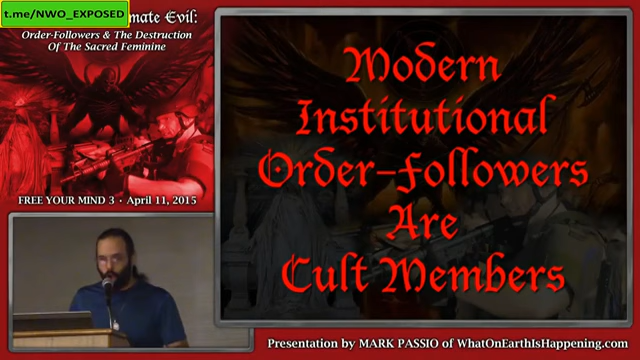 t.me/NWO_EXPOSED
mate Evil:
Order-Followers & The Destruction
Of The Sacred Feminine
FREE YOUR MIND 3 · April 11, 2015
Modern
Institutional
Order-Followers
Are
Cult Members
Presentation by MARK PASSIO of WhatOnEarthIsHappening.com